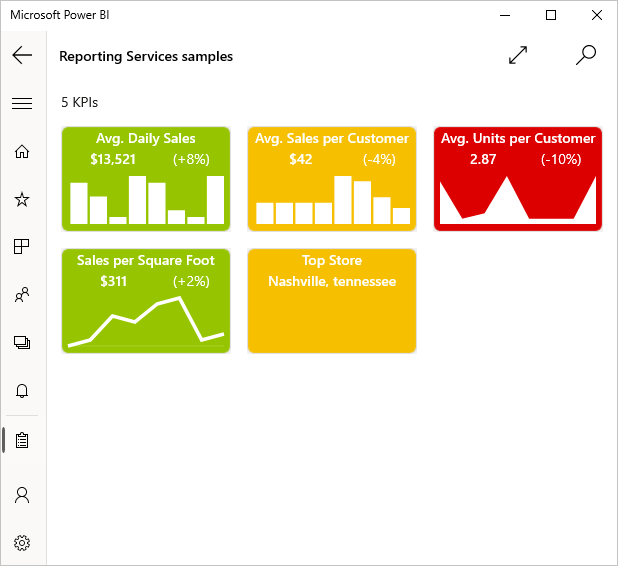 Microsoft Power BI
Reporting Services samples
5 KPIs
Avg. Daily Sales
$13,521 (+8%)
Avg. Sales per Customer
$42 (-4%)
Avg. Units per Customer
2.87 (-10%)
Sales per Square Foot
$311 (+2%)
Top Store
Nashville, tennessee